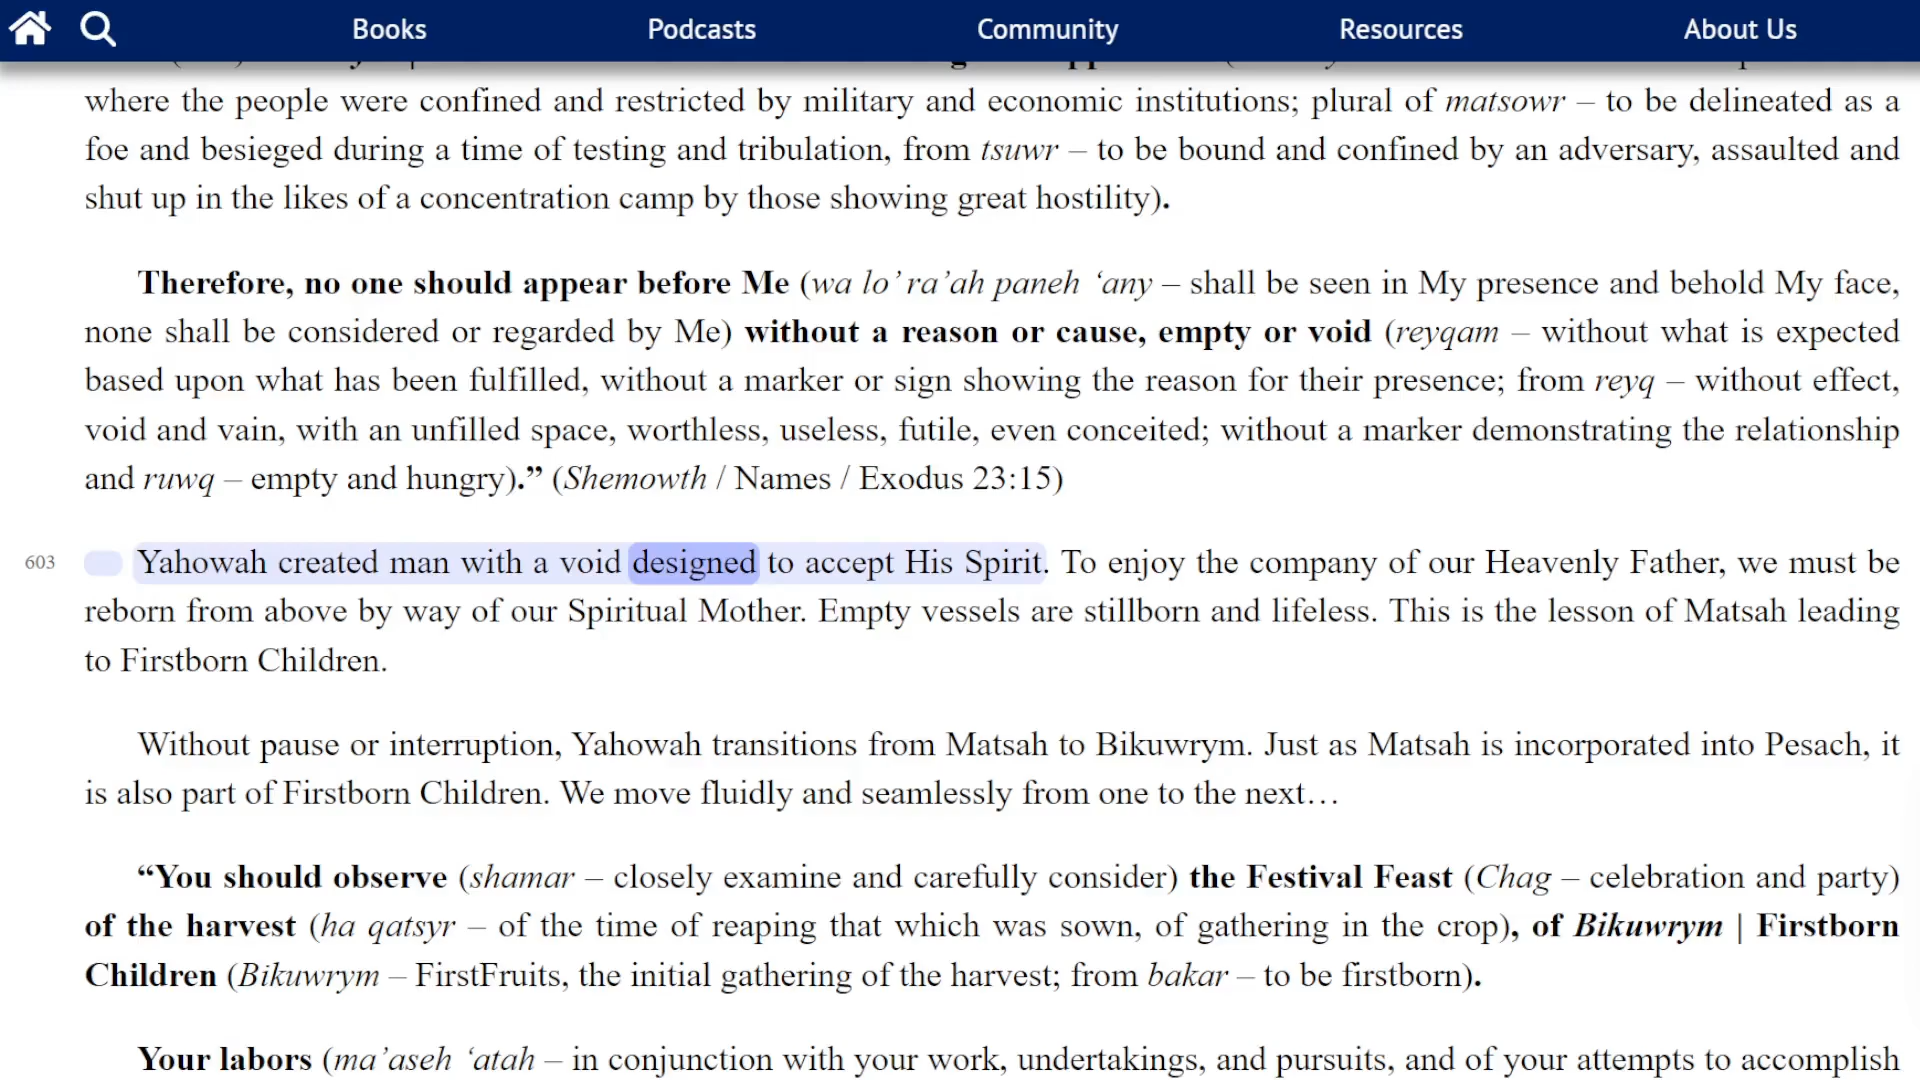 Books Podcasts Community Resources About Us
where the people were confined and restricted by military and economic institutions; plural of matsowr – to be delineated as a
foe and besieged during a time of testing and tribulation, from tsuwr – to be bound and confined by an adversary, assaulted and
shut up in the likes of a concentration camp by those showing great hostility).
Therefore, no one should appear before Me (wa lo’ ra’ah paneh ‘any – shall be seen in My presence and behold My face,
none shall be considered or regarded by Me) without a reason or cause, empty or void (reyqam – without what is expected
based upon what has been fulfilled, without a marker or sign showing the reason for their presence; from reyq – without effect,
void and vain, with an unfilled space, worthless, useless, futile, even conceited; without a marker demonstrating the relationship
and ruwq – empty and hungry).” (Shemowth / Names / Exodus 23:15)
603 Yahowah created man with a void designed to accept His Spirit. To enjoy the company of our Heavenly Father, we must be
reborn from above by way of our Spiritual Mother. Empty vessels are stillborn and lifeless. This is the lesson of Matsah leading
to Firstborn Children.
Without pause or interruption, Yahowah transitions from Matsah to Bikuwrym. Just as Matsah is incorporated into Pesach, it
is also part of Firstborn Children. We move fluidly and seamlessly from one to the next…
“You should observe (shamar – closely examine and carefully consider) the Festival Feast (Chag – celebration and party)
of the harvest (ha qatsyr – of the time of reaping that which was sown, of gathering in the crop), of Bikuwrym | Firstborn
Children (Bikuwrym – FirstFruits, the initial gathering of the harvest; from bakar – to be firstborn).
Your labors (ma’aseh ‘atah – in conjunction with your work, undertakings, and pursuits, and of your attempts to accomplish